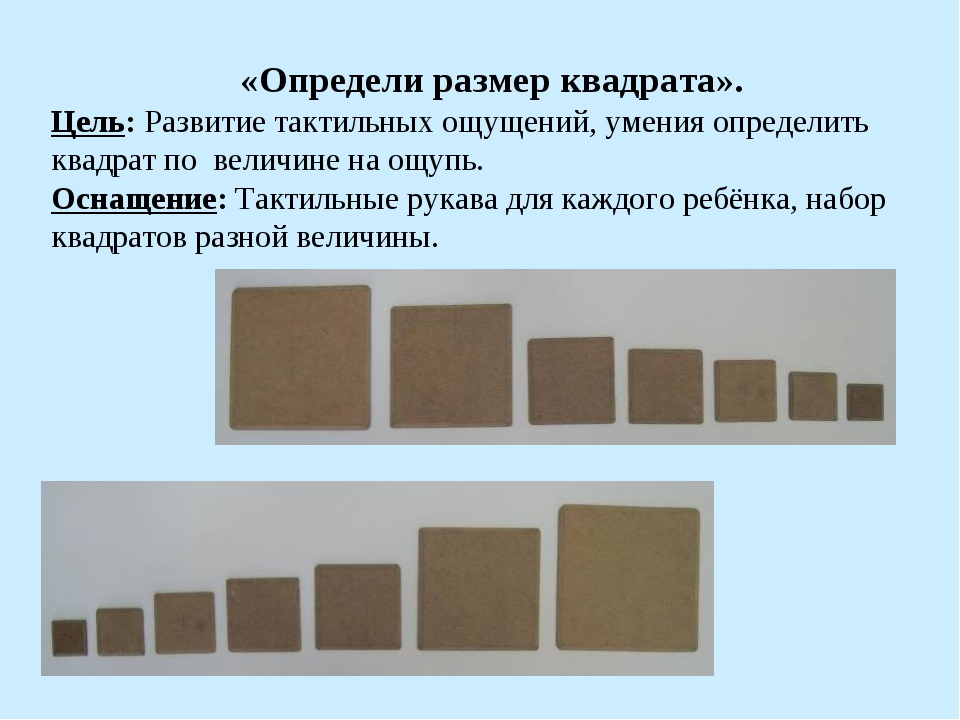 «Определи размер квадрата».
Цель: Развитие тактильных ощущений, умения определить
квадрат по  величине на ощупь.
Оснащение: Тактильные рукава для каждого ребёнка, набор
квадратов разной величины.